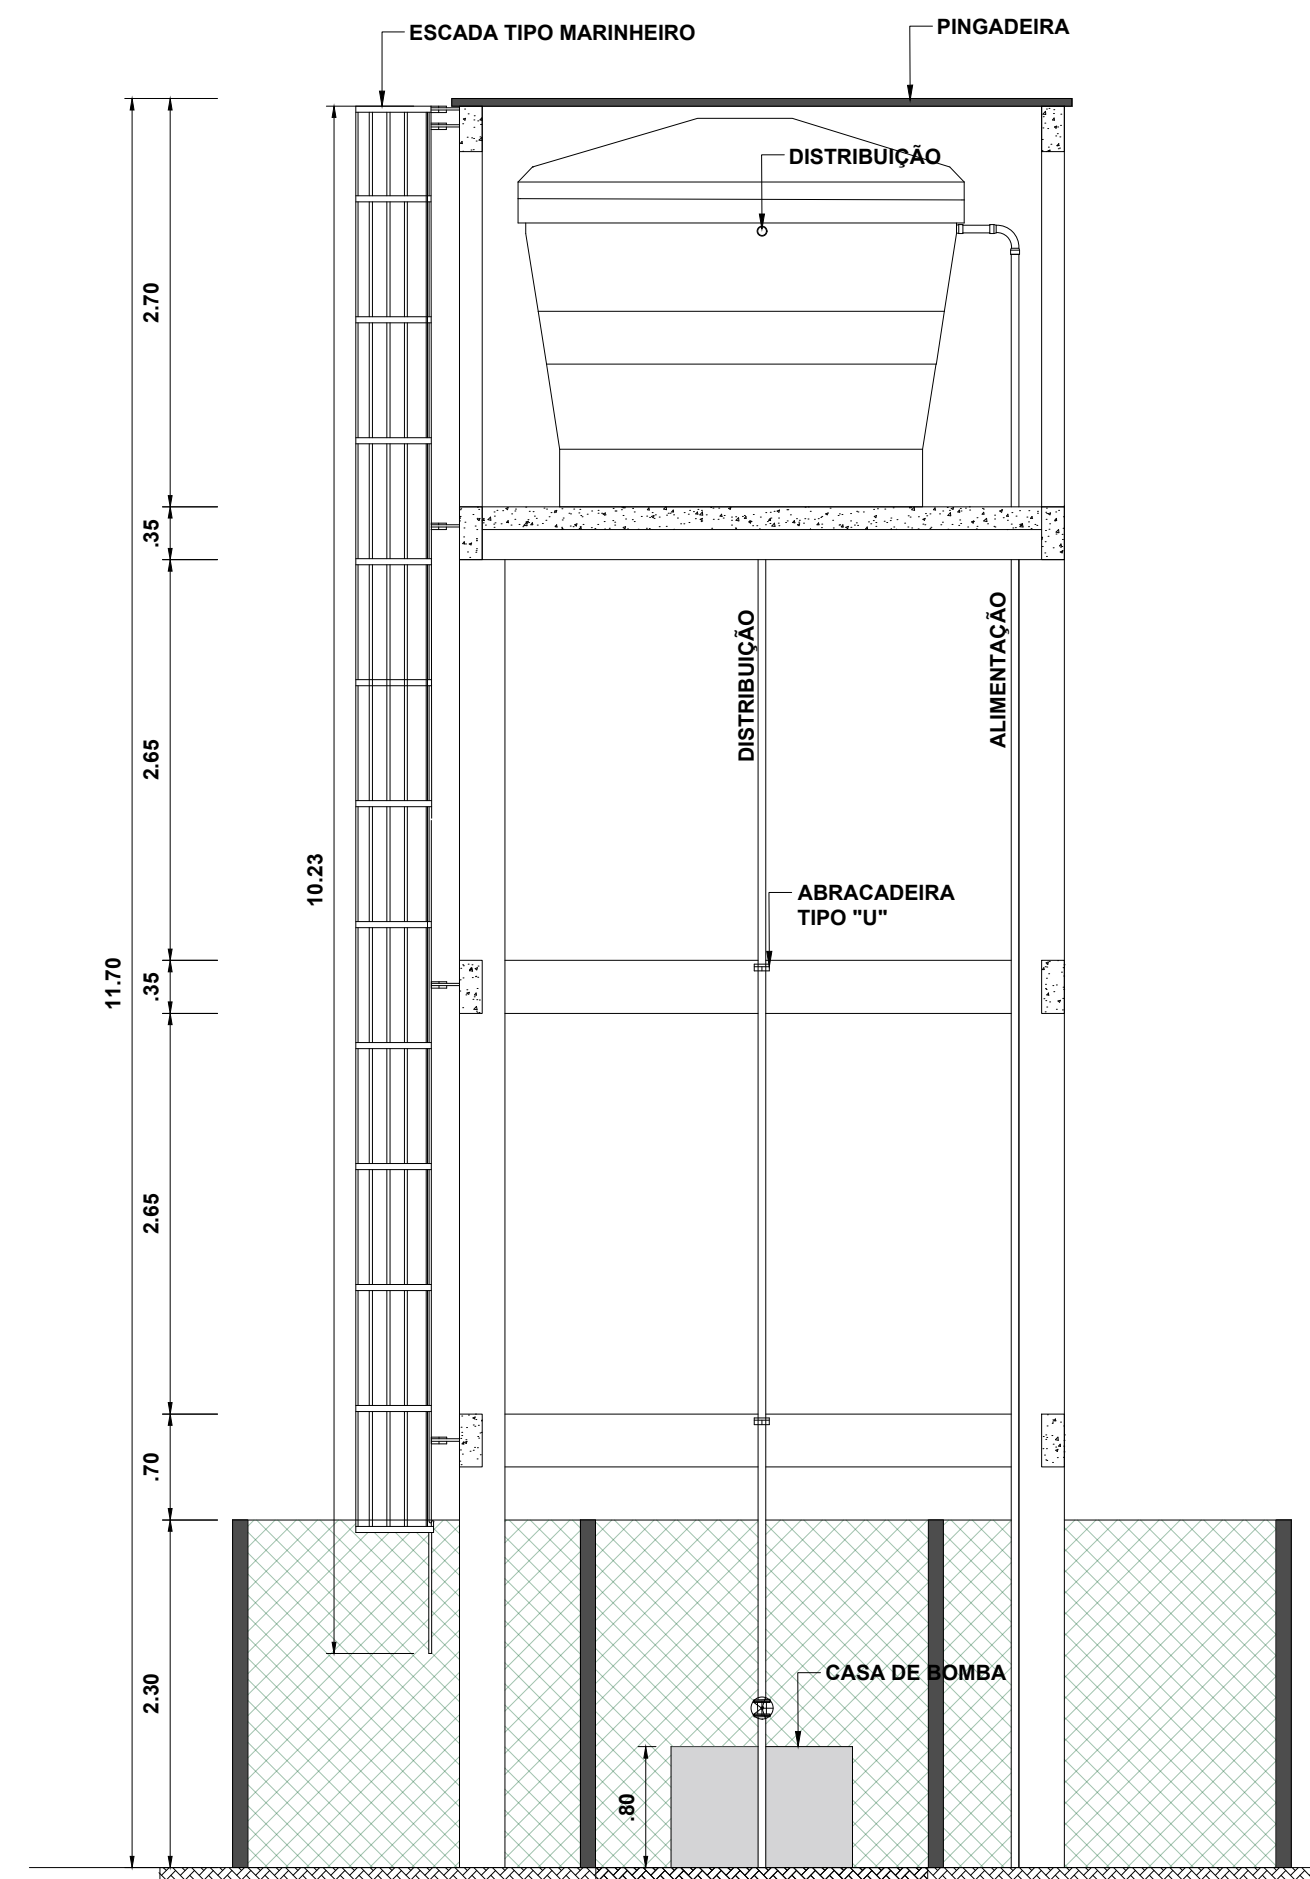 ESCADA TIPO MARINHEIRO
PINGADEIRA
DISTRIBUIÇÃO
2.70
.35
DISTRIBUIÇÃO
ALIMENTAÇÃO
2.65
10.23
ABRACADEIRA
TIPO "U"
11.70
.35
2.65
.70
2.30
CASA DE BOMBA
.80